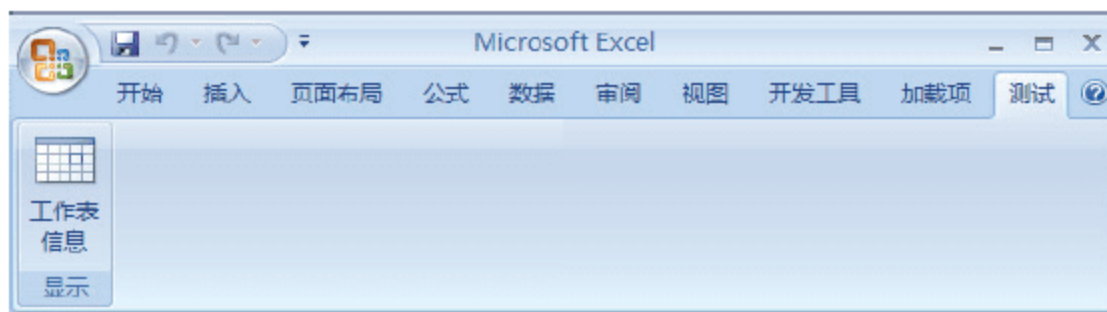 Microsoft Excel
开始 插入 页面布局 公式 数据 审阅 视图 开发工具 加载项 测试
工作表
信息
显示